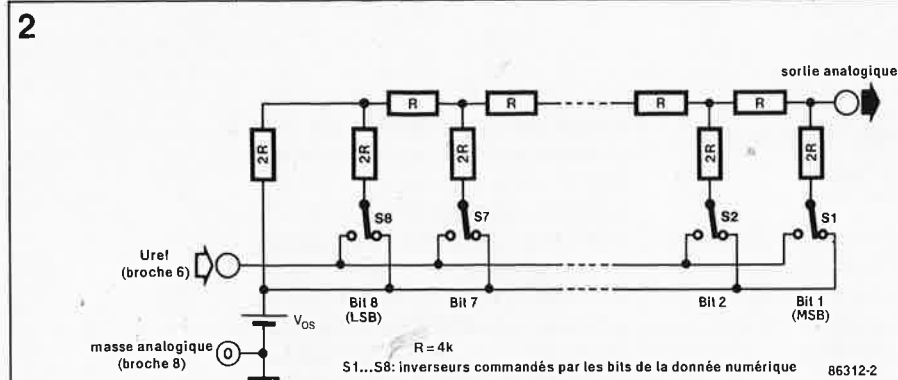 2
sortie analogique
R
R
R
R
2R
2R
2R
2R
2R
S8
S7
S2
S1
Uref
(broche 6)
Bit 8
(LSB)
Bit 7
Bit 2
Bit 1
(MSB)
VOS
masse analogique
(broche 8)
0
R = 4k
S1...S8: inverseurs commandés par les bits de la donnée numérique
86312-2